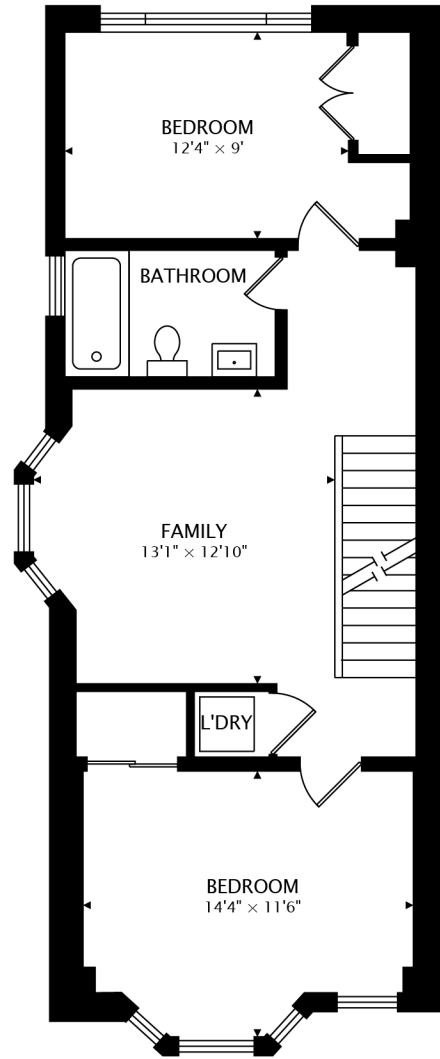 BEDROOM
12'4" × 9'
BATHROOM
FAMILY
13'1" × 12'10"
L'DRY
BEDROOM
14'4" × 11'6"